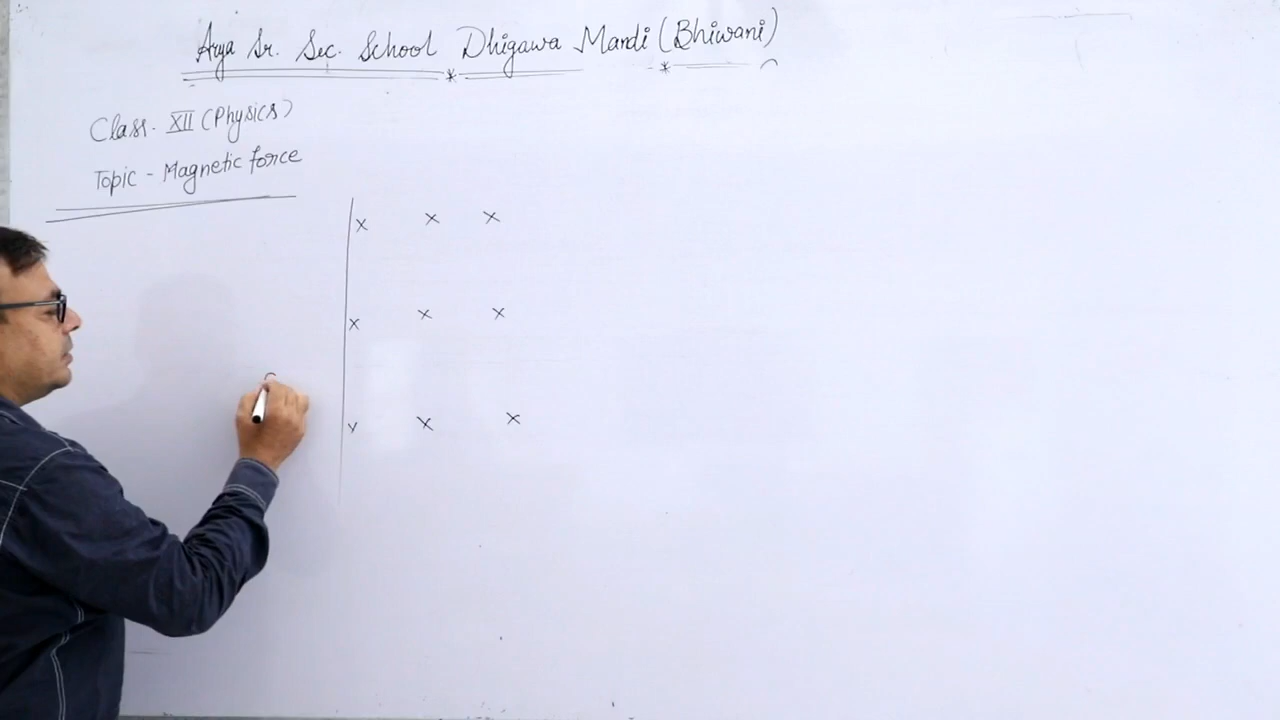 Arya Sr. Sec. School Dhigawa Mandi (Bhiwani)
Class. XII (Physics)
Topic - Magnetic force
x x x
x x x
v x x